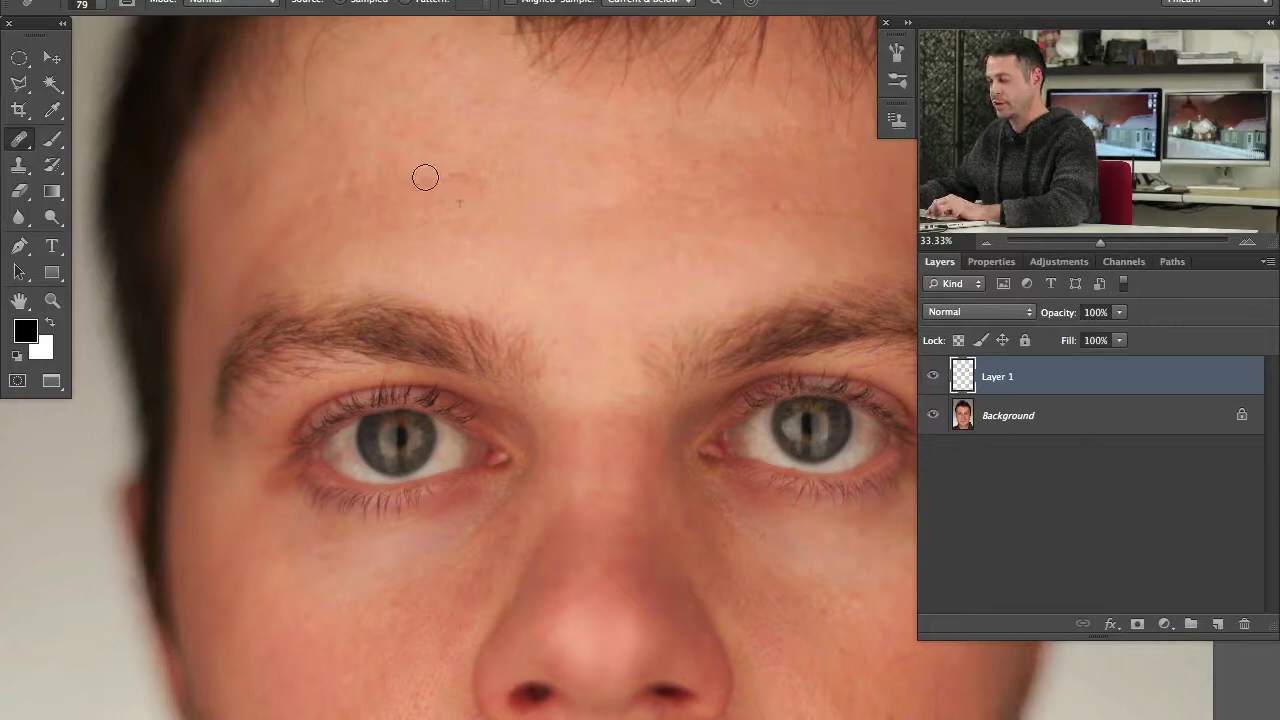 79
Mode: Normal Source: Sampled Pattern: Aligned Sample: Current & Below
33.33%
Layers Properties Adjustments Channels Paths
Kind
Normal Opacity: 100%
Lock: Fill: 100%
Layer 1
Background